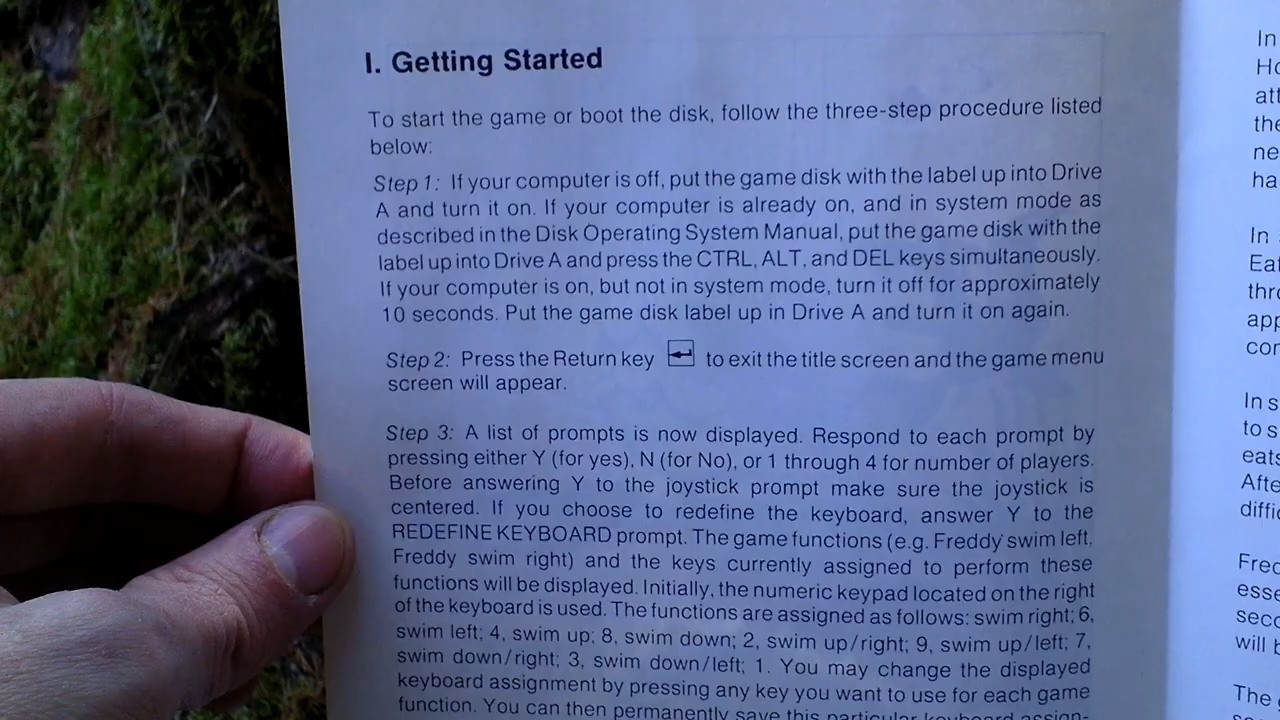 I. Getting Started
To start the game or boot the disk, follow the three-step procedure listed
below:
Step 1: If your computer is off, put the game disk with the label up into Drive
A and turn it on. If your computer is already on, and in system mode as
described in the Disk Operating System Manual, put the game disk with the
label up into Drive A and press the CTRL, ALT, and DEL keys simultaneously.
If your computer is on, but not in system mode, turn it off for approximately
10 seconds. Put the game disk label up in Drive A and turn it on again.
Step 2: Press the Return key ↵ to exit the title screen and the game menu
screen will appear.
Step 3: A list of prompts is now displayed. Respond to each prompt by
pressing either Y (for yes), N (for No), or 1 through 4 for number of players.
Before answering Y to the joystick prompt make sure the joystick is
centered. If you choose to redefine the keyboard, answer Y to the
REDEFINE KEYBOARD prompt. The game functions (e.g. Freddy swim left,
Freddy swim right) and the keys currently assigned to perform these
functions will be displayed. Initially, the numeric keypad located on the right
of the keyboard is used. The functions are assigned as follows: swim right; 6,
swim left; 4, swim up; 8, swim down; 2, swim up/right; 9, swim up/left; 7,
swim down/right; 3, swim down/left; 1. You may change the displayed
keyboard assignment by pressing any key you want to use for each game
function. You can then permanently save this particular keyboard assign-
In
the
In
In s
to s
eats
will
The